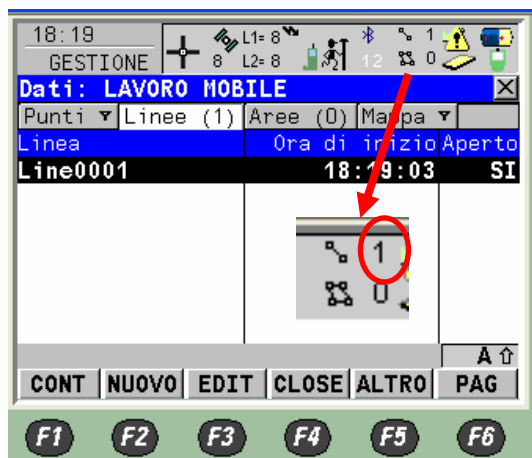 18:19
GESTIONE
8
L1= 8
L2= 8
12
1
0
Dati: LAVORO MOBILE
Punti Linee (1) Aree (0) Mappa
Linea Ora di inizio Aperto
Line0001 18:19:03 SI
1
0
A
CONT NUOVO EDIT CLOSE ALTRO PAG
F1 F2 F3 F4 F5 F6